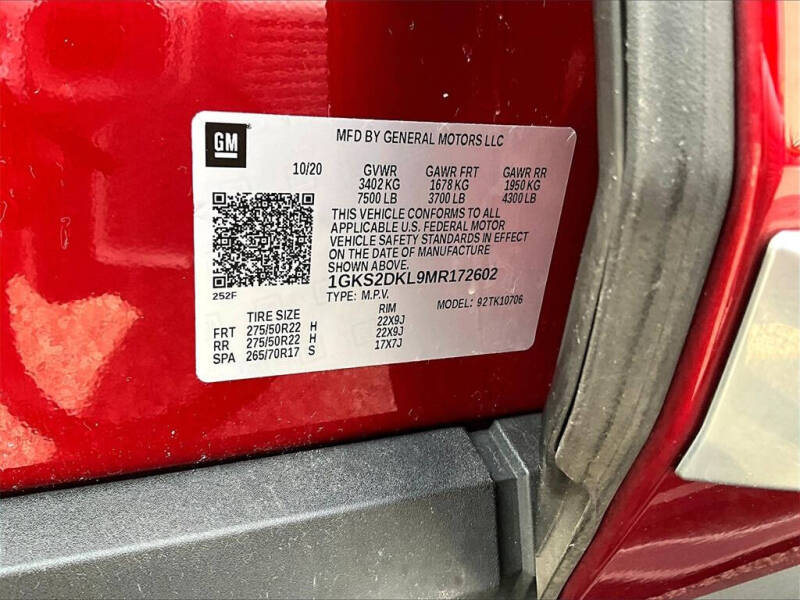 GM
MFD BY GENERAL MOTORS LLC
10/20 GVWR GAWR FRT GAWR RR
3402 KG 1678 KG 1950 KG
7500 LB 3700 LB 4300 LB
THIS VEHICLE CONFORMS TO ALL
APPLICABLE U.S. FEDERAL MOTOR
VEHICLE SAFETY STANDARDS IN EFFECT
ON THE DATE OF MANUFACTURE
SHOWN ABOVE.
252F
1GKS2DKL9MR172602
TYPE: M.P.V. MODEL: 92TK10706
TIRE SIZE RIM
FRT 275/50R22 H 22X9J
RR 275/50R22 H 22X9J
SPA 265/70R17 S 17X7J